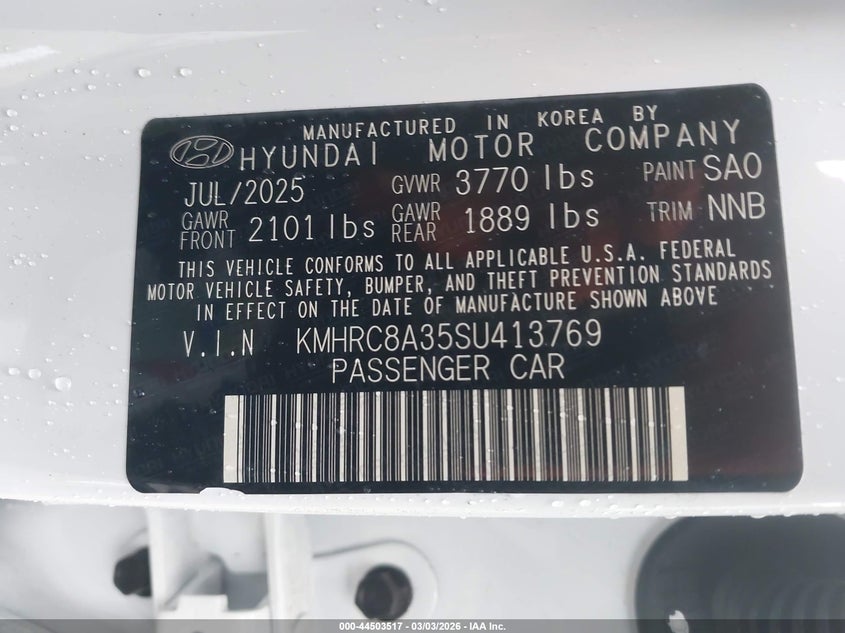 MANUFACTURED IN KOREA BY
HYUNDAI MOTOR COMPANY
JUL/2025 GVWR 3770 lbs PAINT SAO
GAWR FRONT 2101 lbs GAWR REAR 1889 lbs TRIM NNB
THIS VEHICLE CONFORMS TO ALL APPLICABLE U.S.A. FEDERAL
MOTOR VEHICLE SAFETY, BUMPER, AND THEFT PREVENTION STANDARDS
IN EFFECT ON THE DATE OF MANUFACTURE SHOWN ABOVE
V.I.N KMHRC8A35SU413769
PASSENGER CAR
000-44503517 - 03/03/2026 - IAA Inc.